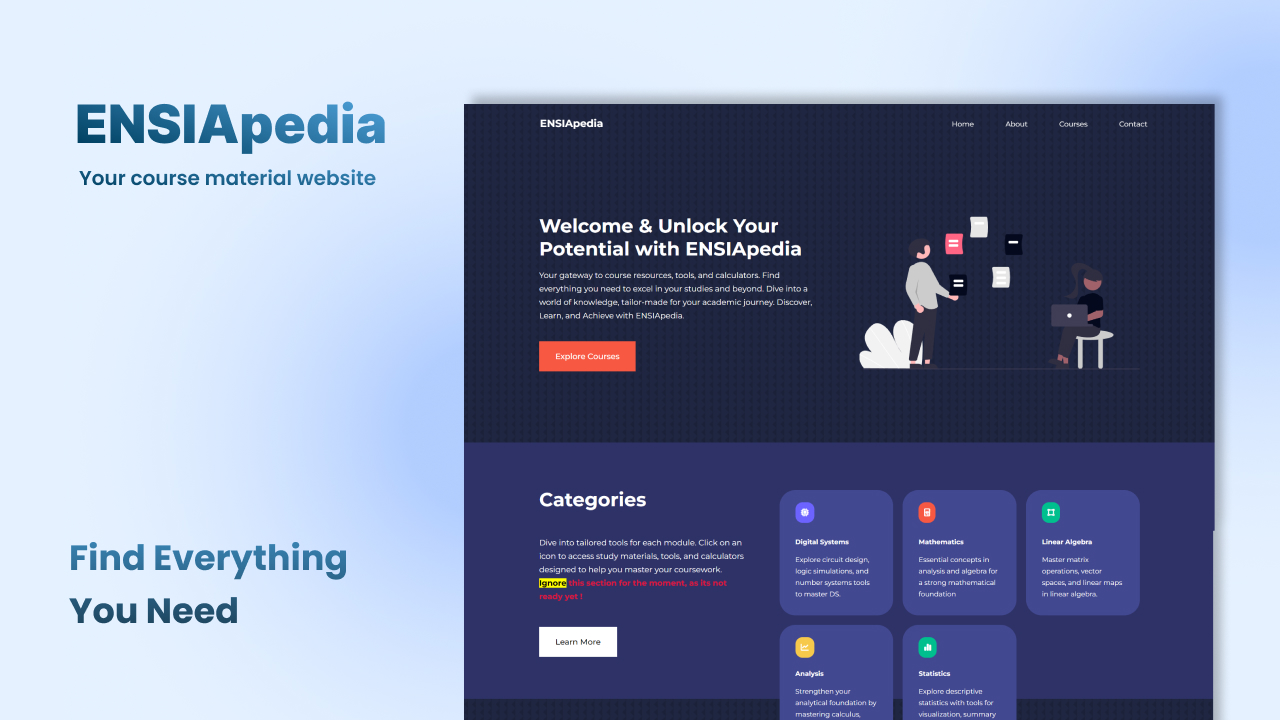 ENSIApedia
Your course material website
Find Everything
You Need
ENSIApedia
Home
About
Courses
Contact
Welcome & Unlock Your
Potential with ENSIApedia
Your gateway to course resources, tools, and calculators. Find
everything you need to excel in your studies and beyond. Dive into a
world of knowledge, tailor-made for your academic journey. Discover,
Learn, and Achieve with ENSIApedia.
Explore Courses
Categories
Dive into tailored tools for each module. Click on an
icon to access study materials, tools, and calculators
designed to help you master your coursework.
Ignore this section for the moment, as its not
ready yet !
Learn More
Digital Systems
Explore circuit design,
logic simulations, and
number systems tools
to master DS.
Mathematics
Essential concepts in
analysis and algebra for
a strong mathematical
foundation
Linear Algebra
Master matrix
operations, vector
spaces, and linear maps
in linear algebra.
Analysis
Strengthen your
analytical foundation by
mastering calculus,
Statistics
Explore descriptive
statistics with tools for
visualization, summary